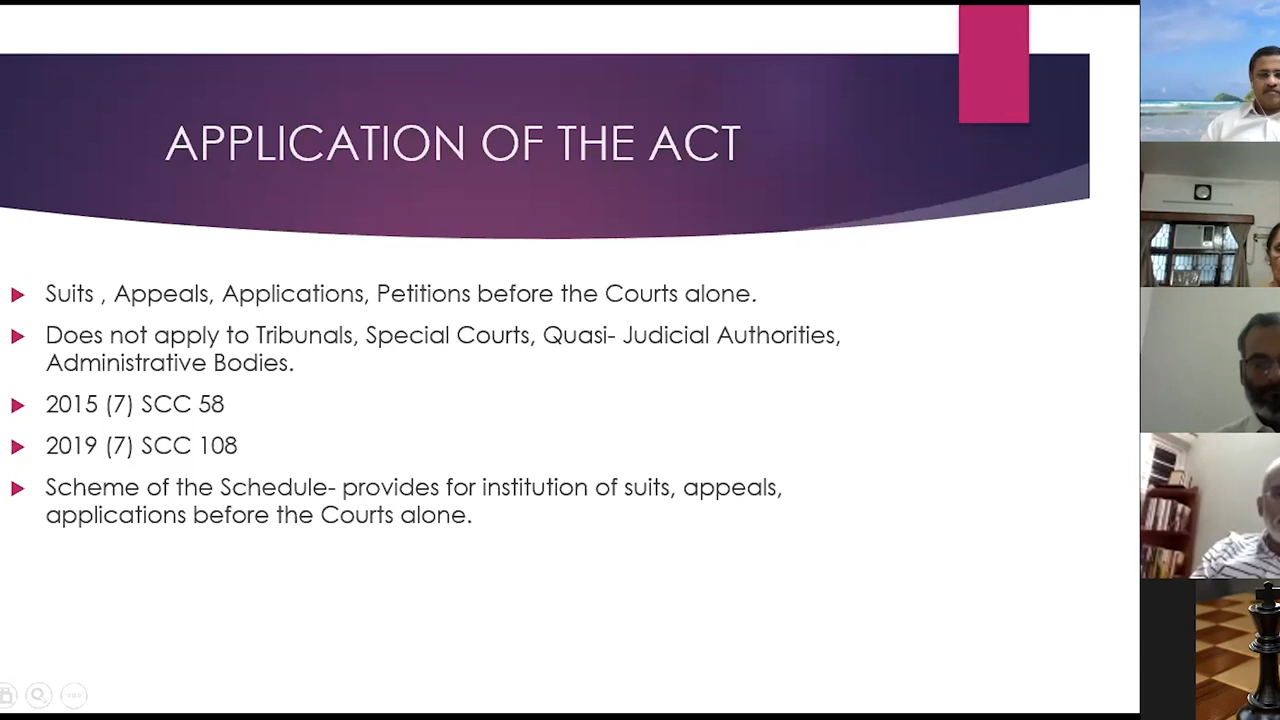 APPLICATION OF THE ACT
Suits , Appeals, Applications, Petitions before the Courts alone.
Does not apply to Tribunals, Special Courts, Quasi- Judicial Authorities,
Administrative Bodies.
2015 (7) SCC 58
2019 (7) SCC 108
Scheme of the Schedule- provides for institution of suits, appeals,
applications before the Courts alone.